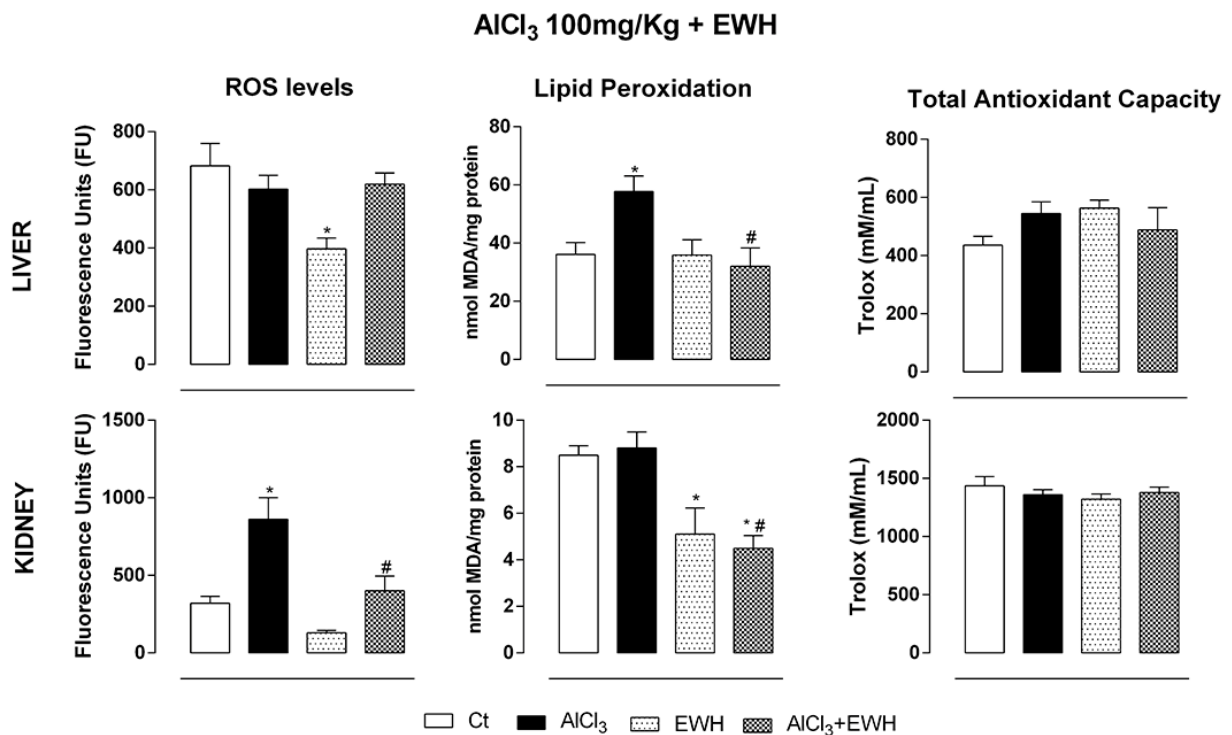 AlCl₃ 100mg/Kg + EWH
ROS levels
Lipid Peroxidation
Total Antioxidant Capacity
LIVER
Fluorescence Units (FU)
800
600
400
200
0
*
nmol MDA/mg protein
80
60
40
20
0
*
#
Trolox (mM/mL)
800
600
400
200
0
KIDNEY
Fluorescence Units (FU)
1500
1000
500
0
*
#
nmol MDA/mg protein
10
8
6
4
2
0
*
* #
Trolox (mM/mL)
2000
1500
1000
500
0
Ct AlCl₃ EWH AlCl₃+EWH